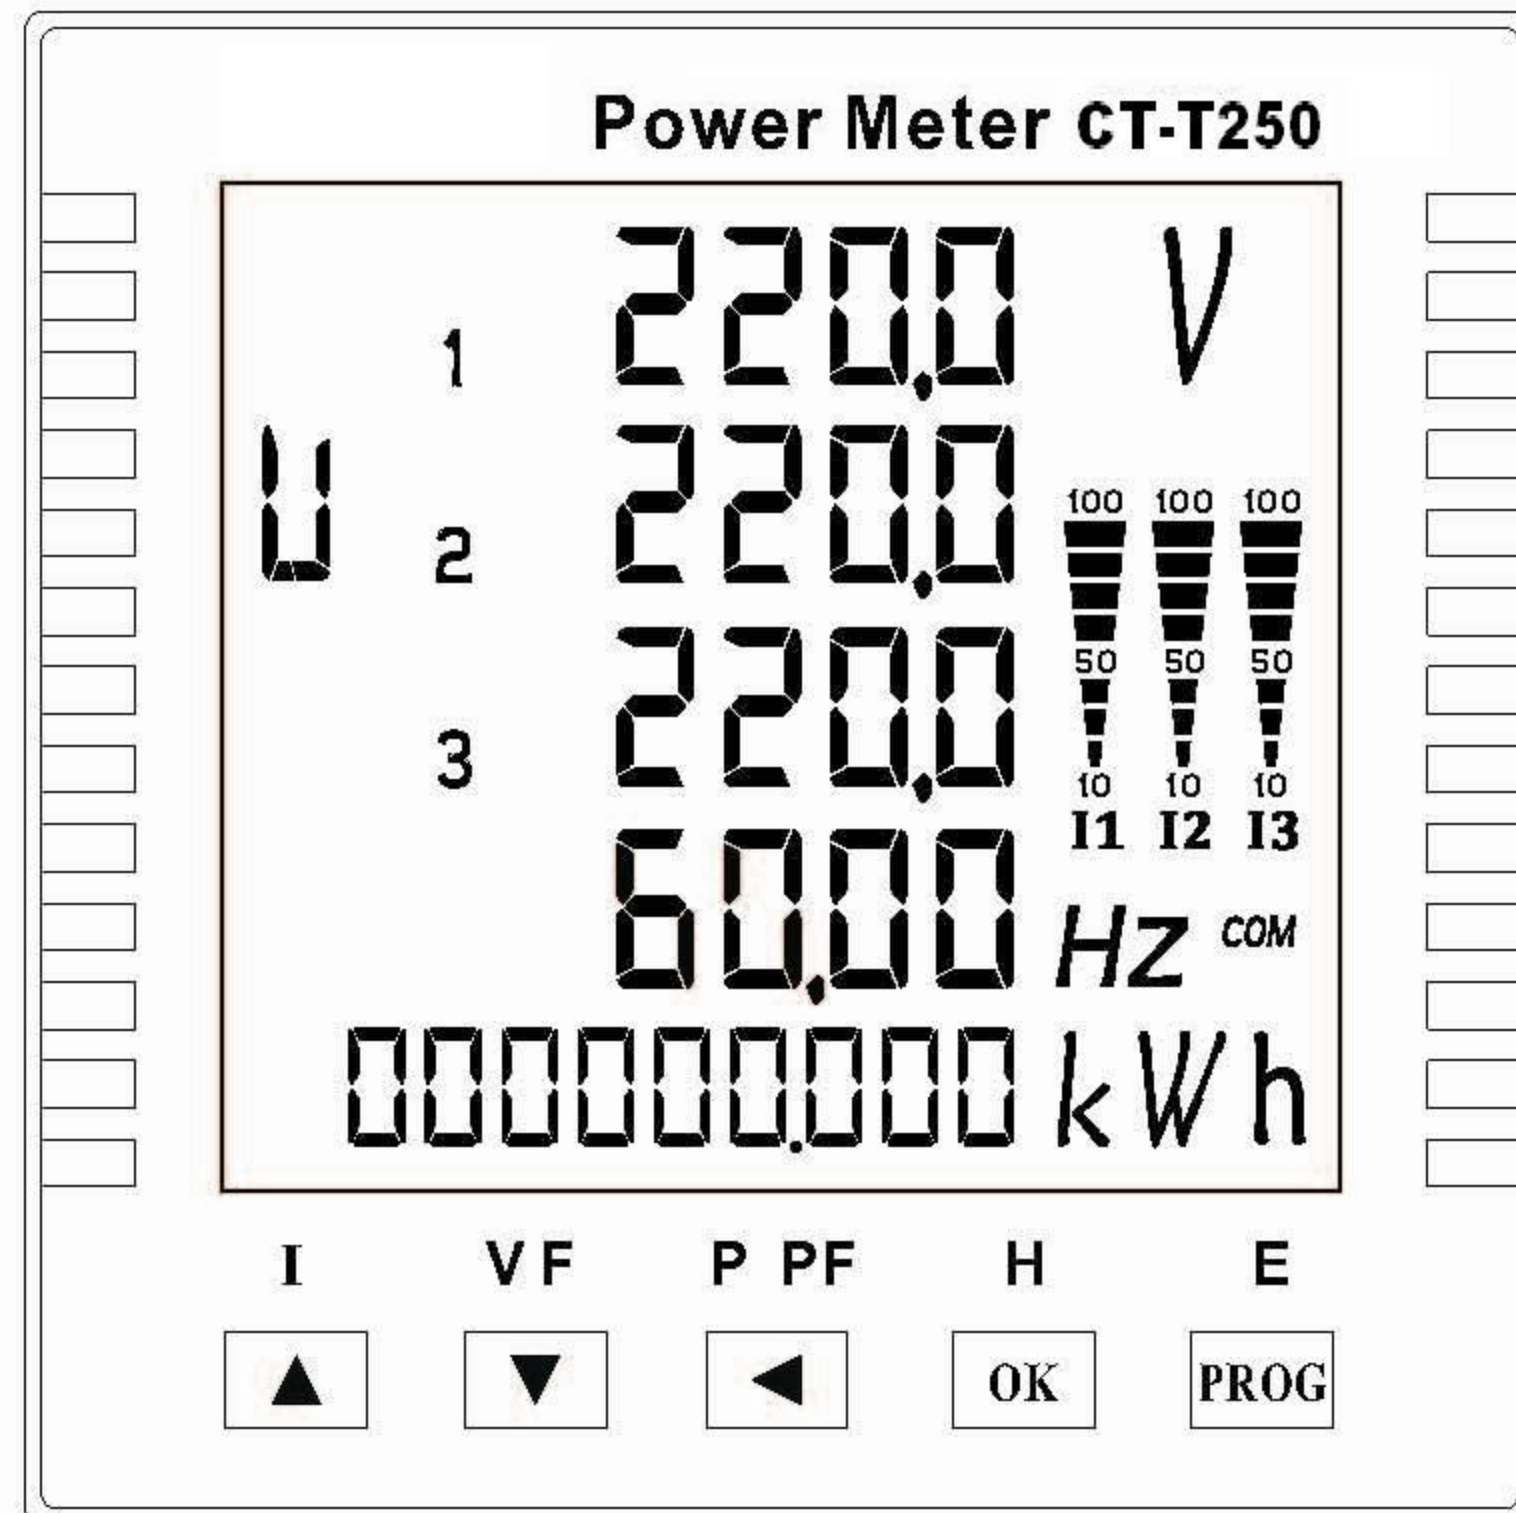 Power Meter CT-T250
1 220.0 V
U 2 220.0
3 220.0
100 100 100
50 50 50
10 10 10
I1 I2 I3
60.00 Hz COM
000000.000 kWh
I VF P PF H E
OK PROG